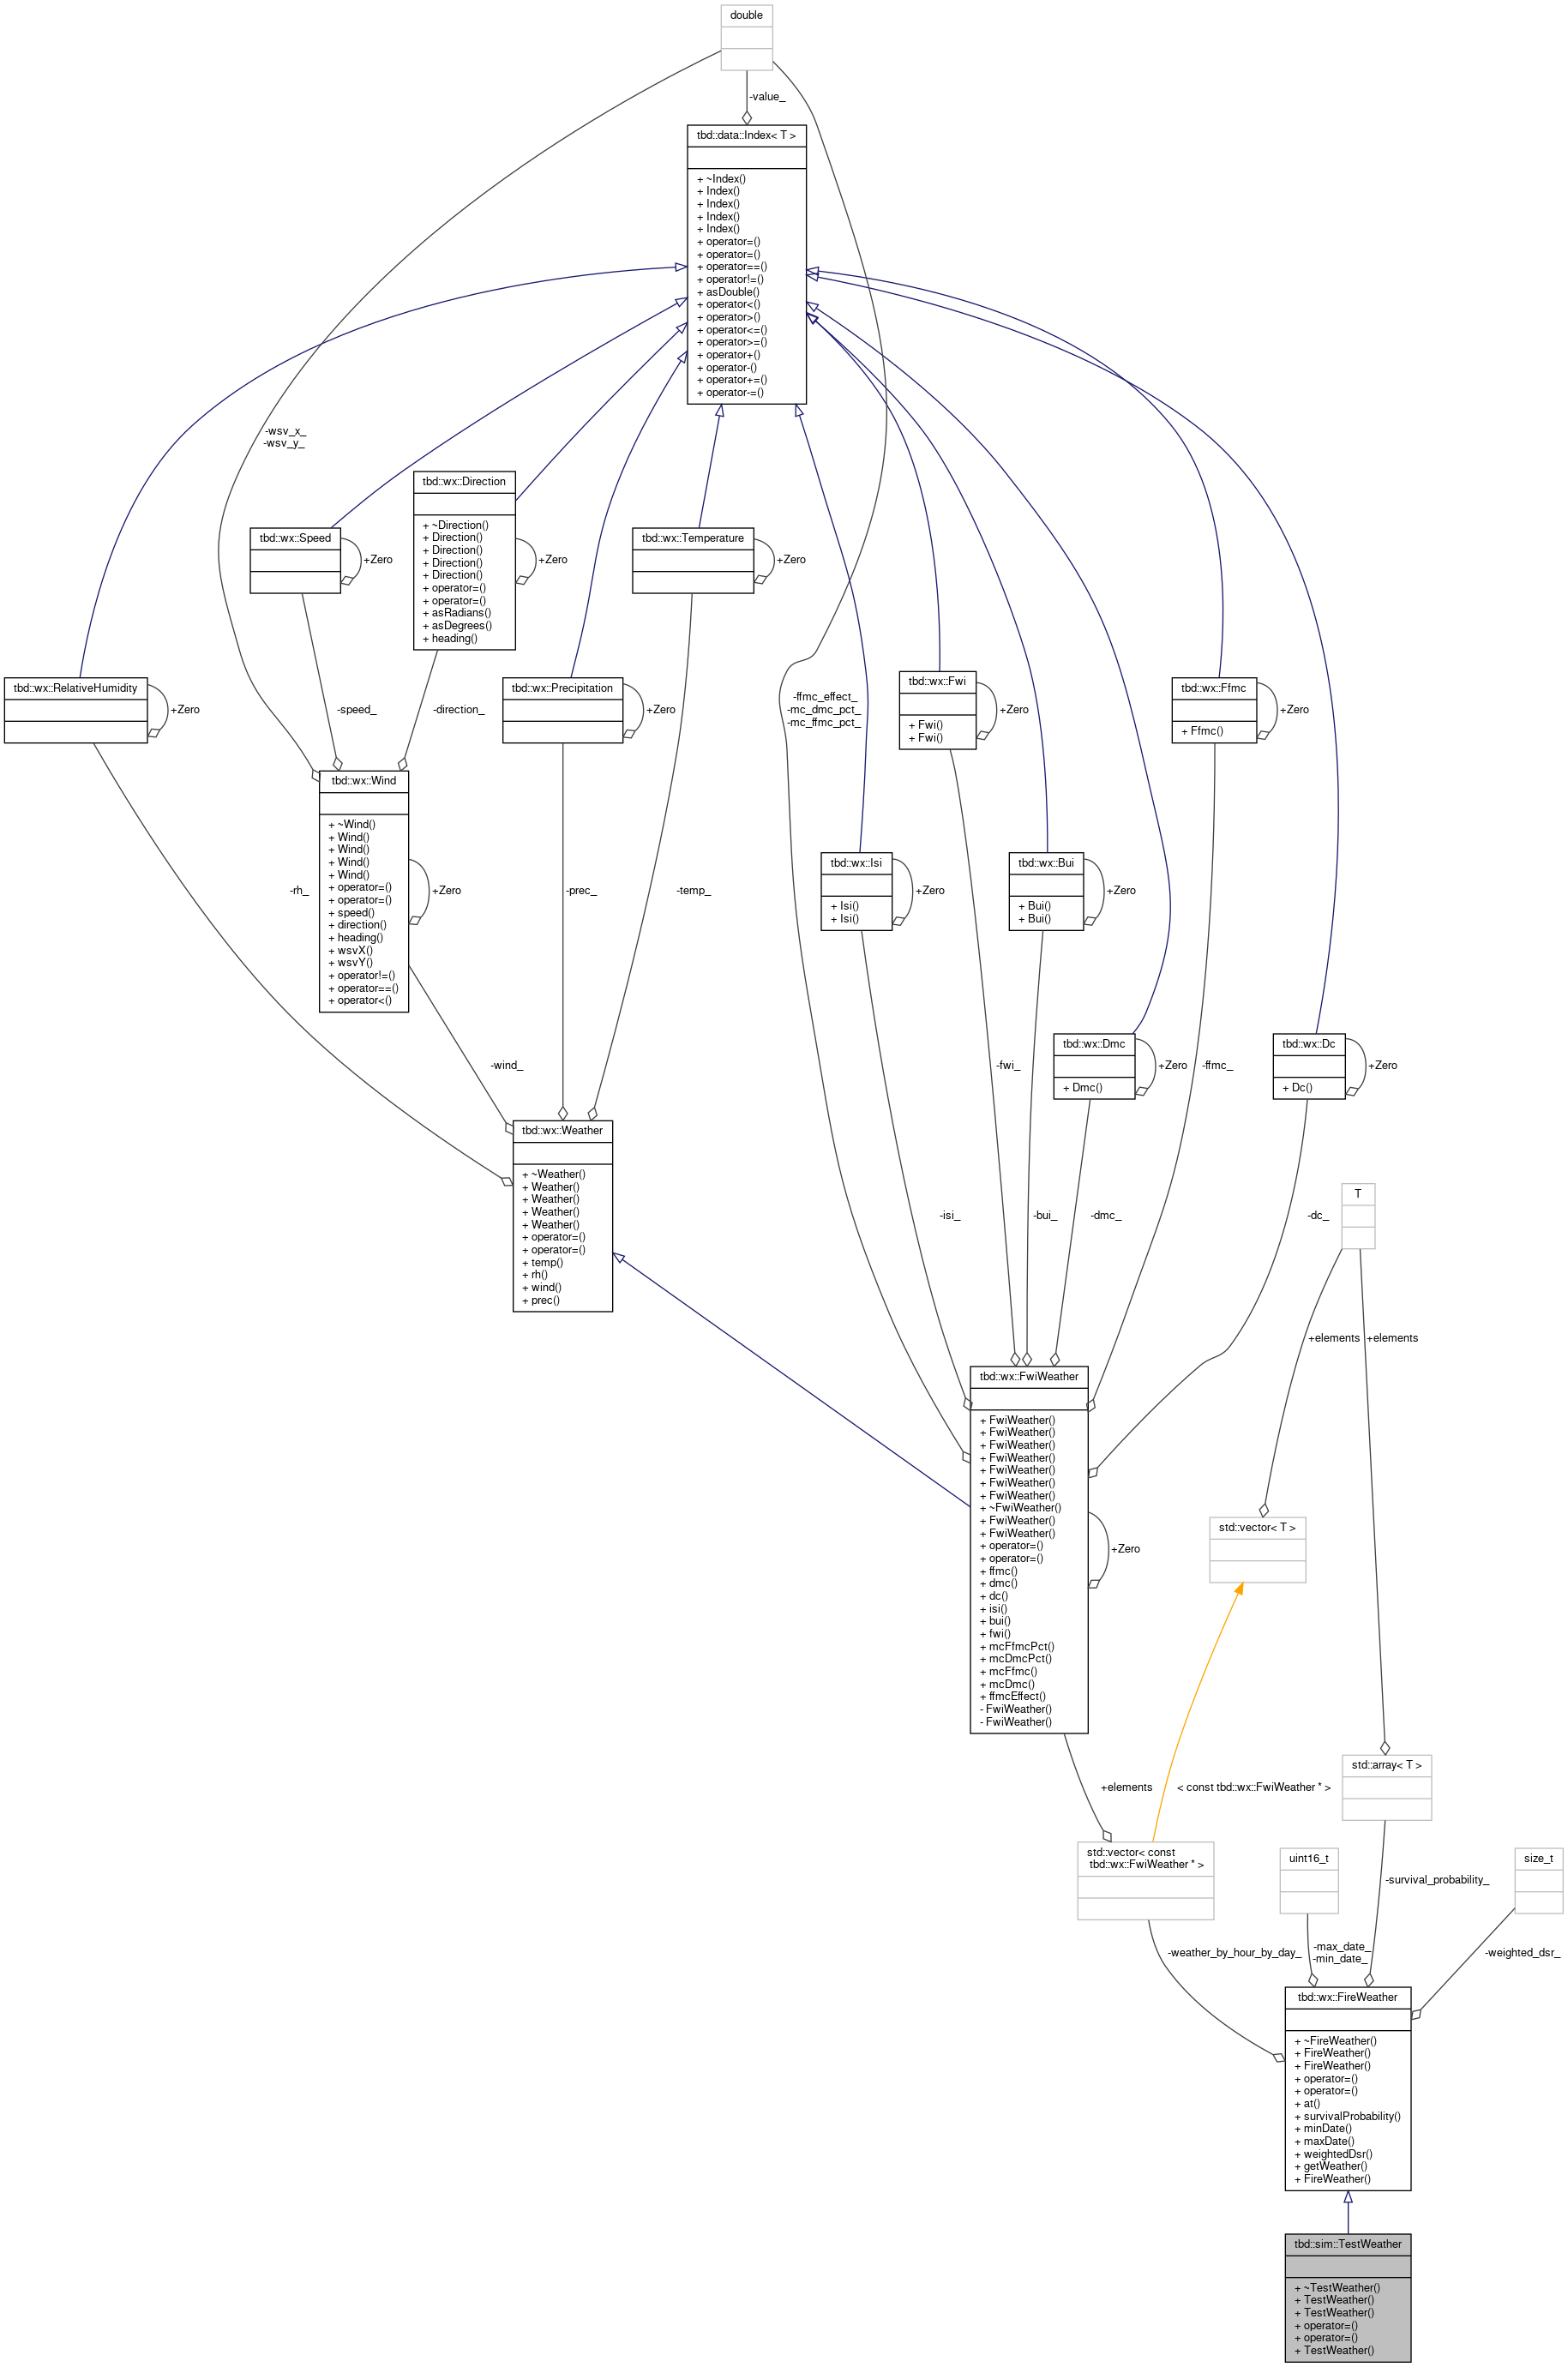 double
-value_
tbd::data::Index< T >
+ ~Index()
+ Index()
+ Index()
+ Index()
+ Index()
+ operator=()
+ operator=()
+ operator==()
+ operator!=()
+ asDouble()
+ operator<()
+ operator>()
+ operator<=()
+ operator>=()
+ operator+()
+ operator-()
+ operator+=()
+ operator-=()
-wsv_x_
-wsv_y_
tbd::wx::Speed
+Zero
tbd::wx::Direction
+ ~Direction()
+ Direction()
+ Direction()
+ Direction()
+ Direction()
+ operator=()
+ operator=()
+ asRadians()
+ asDegrees()
+ heading()
+Zero
tbd::wx::Temperature
+Zero
tbd::wx::RelativeHumidity
+Zero
-speed_
-direction_
tbd::wx::Precipitation
+Zero
-ffmc_effect_
-mc_dmc_pct_
-mc_ffmc_pct_
tbd::wx::Fwi
+ Fwi()
+ Fwi()
+Zero
tbd::wx::Ffmc
+ Ffmc()
+Zero
tbd::wx::Wind
+ ~Wind()
+ Wind()
+ Wind()
+ Wind()
+ Wind()
+ operator=()
+ operator=()
+ speed()
+ direction()
+ heading()
+ wsvX()
+ wsvY()
+ operator!=()
+ operator==()
+ operator<()
+Zero
-rh_
-prec_
-temp_
tbd::wx::Isi
+ Isi()
+ Isi()
+Zero
tbd::wx::Bui
+ Bui()
+ Bui()
+Zero
-wind_
-fwi_
tbd::wx::Dmc
+ Dmc()
+Zero
-ffmc_
tbd::wx::Dc
+ Dc()
+Zero
tbd::wx::Weather
+ ~Weather()
+ Weather()
+ Weather()
+ Weather()
+ Weather()
+ operator=()
+ operator=()
+ temp()
+ rh()
+ wind()
+ prec()
-isi_
-bui_
-dmc_
-dc_
T
+elements
+elements
tbd::wx::FwiWeather
+ FwiWeather()
+ FwiWeather()
+ FwiWeather()
+ FwiWeather()
+ FwiWeather()
+ FwiWeather()
+ FwiWeather()
+ ~FwiWeather()
+ FwiWeather()
+ FwiWeather()
+ operator=()
+ operator=()
+ ffmc()
+ dmc()
+ dc()
+ isi()
+ bui()
+ fwi()
+ mcFfmcPct()
+ mcDmcPct()
+ mcFfmc()
+ mcDmc()
+ ffmcEffect()
- FwiWeather()
- FwiWeather()
+Zero
std::vector< T >
+elements
< const tbd::wx::FwiWeather * >
std::array< T >
std::vector< const
tbd::wx::FwiWeather * >
uint16_t
-survival_probability_
size_t
-weather_by_hour_by_day_
-max_date_
-min_date_
-weighted_dsr_
tbd::wx::FireWeather
+ ~FireWeather()
+ FireWeather()
+ FireWeather()
+ operator=()
+ operator=()
+ at()
+ survivalProbability()
+ minDate()
+ maxDate()
+ weightedDsr()
+ getWeather()
+ FireWeather()
tbd::sim::TestWeather
+ ~TestWeather()
+ TestWeather()
+ TestWeather()
+ operator=()
+ operator=()
+ TestWeather()